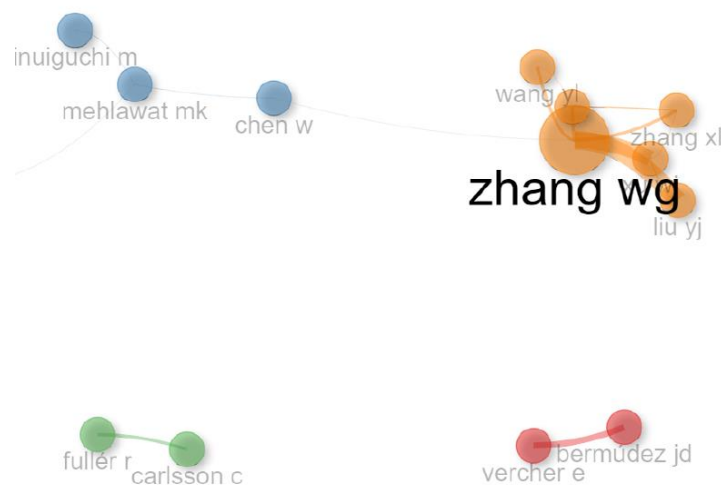 inuiguchi m
mehlawat mk
chen w
wang yl
zhang xl
zhang wg
liu yj
fullér r
carlsson c
bermúdez jd
vercher e